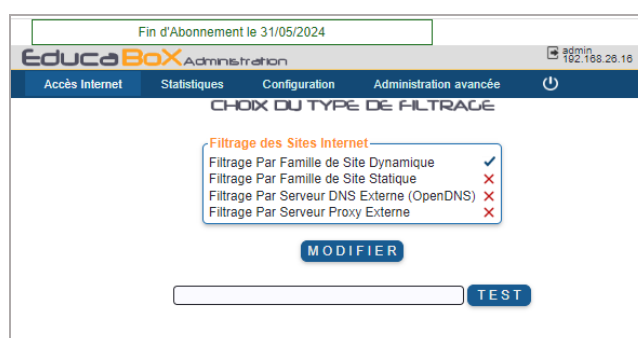 Fin d'Abonnement le 31/05/2024
EducaBoX Administration
admin
192.168.26.16
Accès Internet Statistiques Configuration Administration avancée
CHOIX DU TYPE DE FILTRAGE
Filtrage des Sites Internet
Filtrage Par Famille de Site Dynamique
Filtrage Par Famille de Site Statique
Filtrage Par Serveur DNS Externe (OpenDNS)
Filtrage Par Serveur Proxy Externe
MODIFIER
TEST